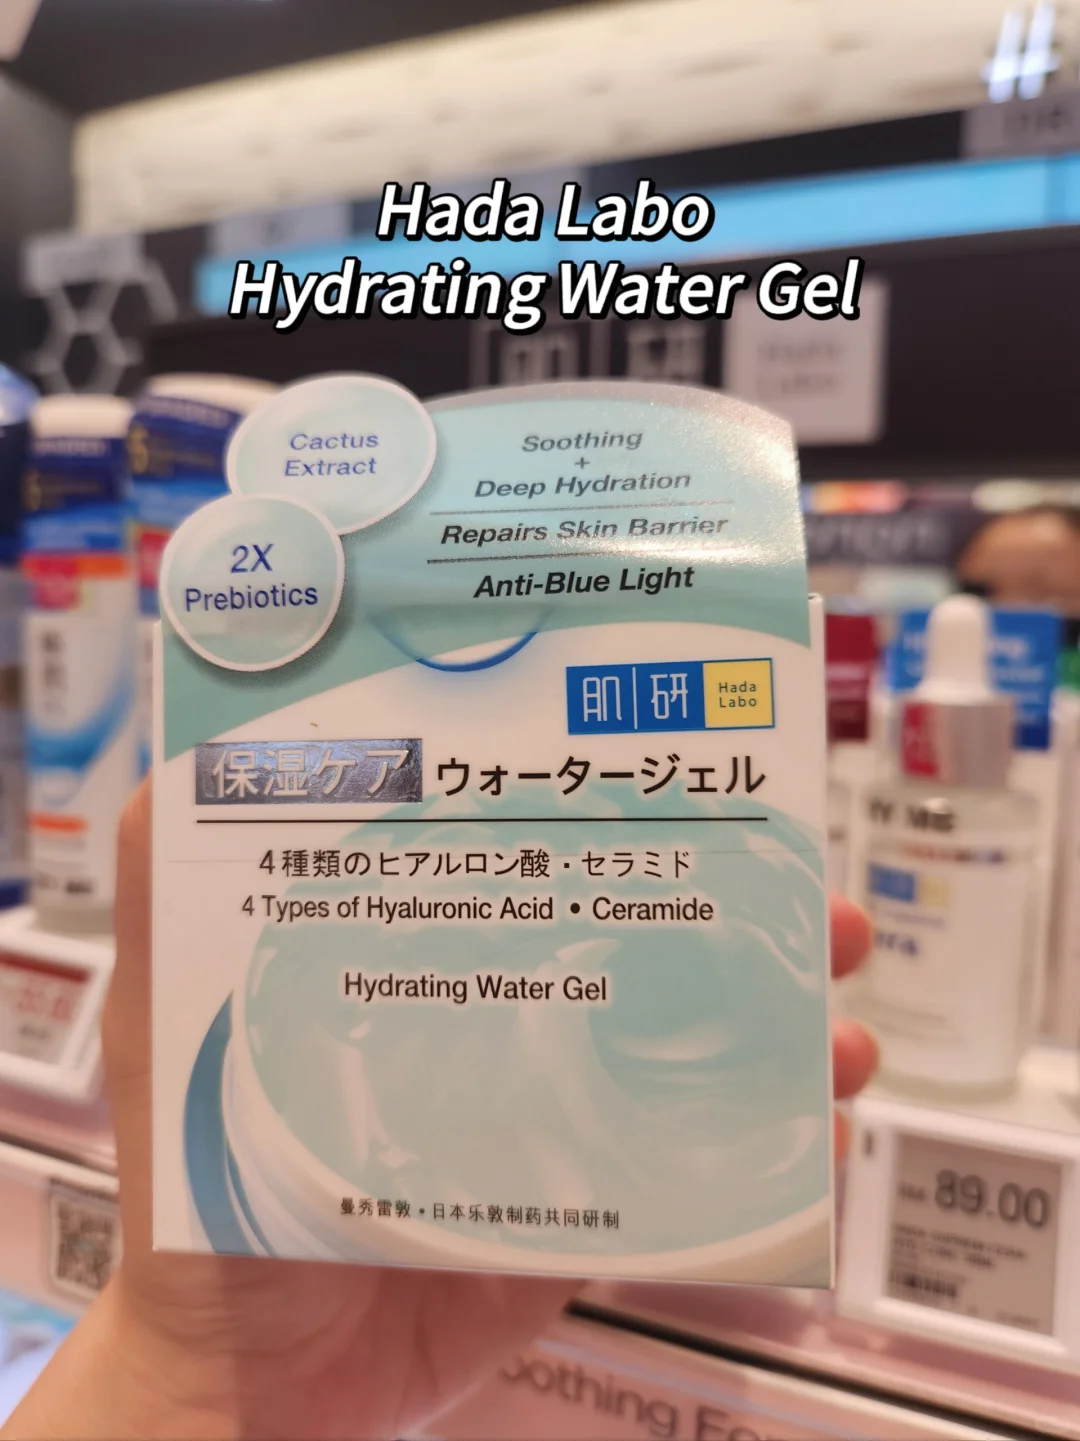 Hada Labo
Hydrating Water Gel
Cactus
Extract
2X
Prebiotics
Soothing
+
Deep Hydration
Repairs Skin Barrier
Anti-Blue Light
肌研
Hada
Labo
保湿ケア ウォータージェル
4種類のヒアルロン酸・セラミド
4 Types of Hyaluronic Acid • Ceramide
Hydrating Water Gel
曼秀雷敦・日本乐敦制药共同研制
89.00